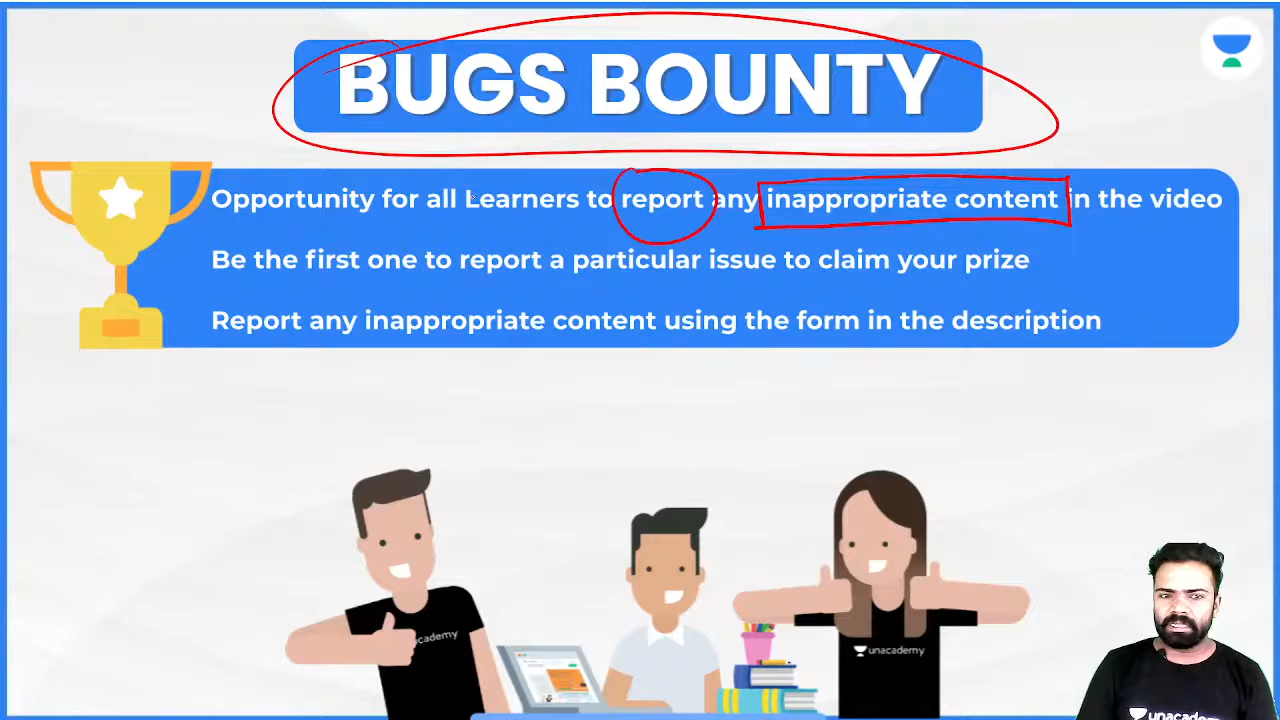 BUGS BOUNTY
Opportunity for all Learners to report any inappropriate content in the video
Be the first one to report a particular issue to claim your prize
Report any inappropriate content using the form in the description
academy
unacademy
unacademy